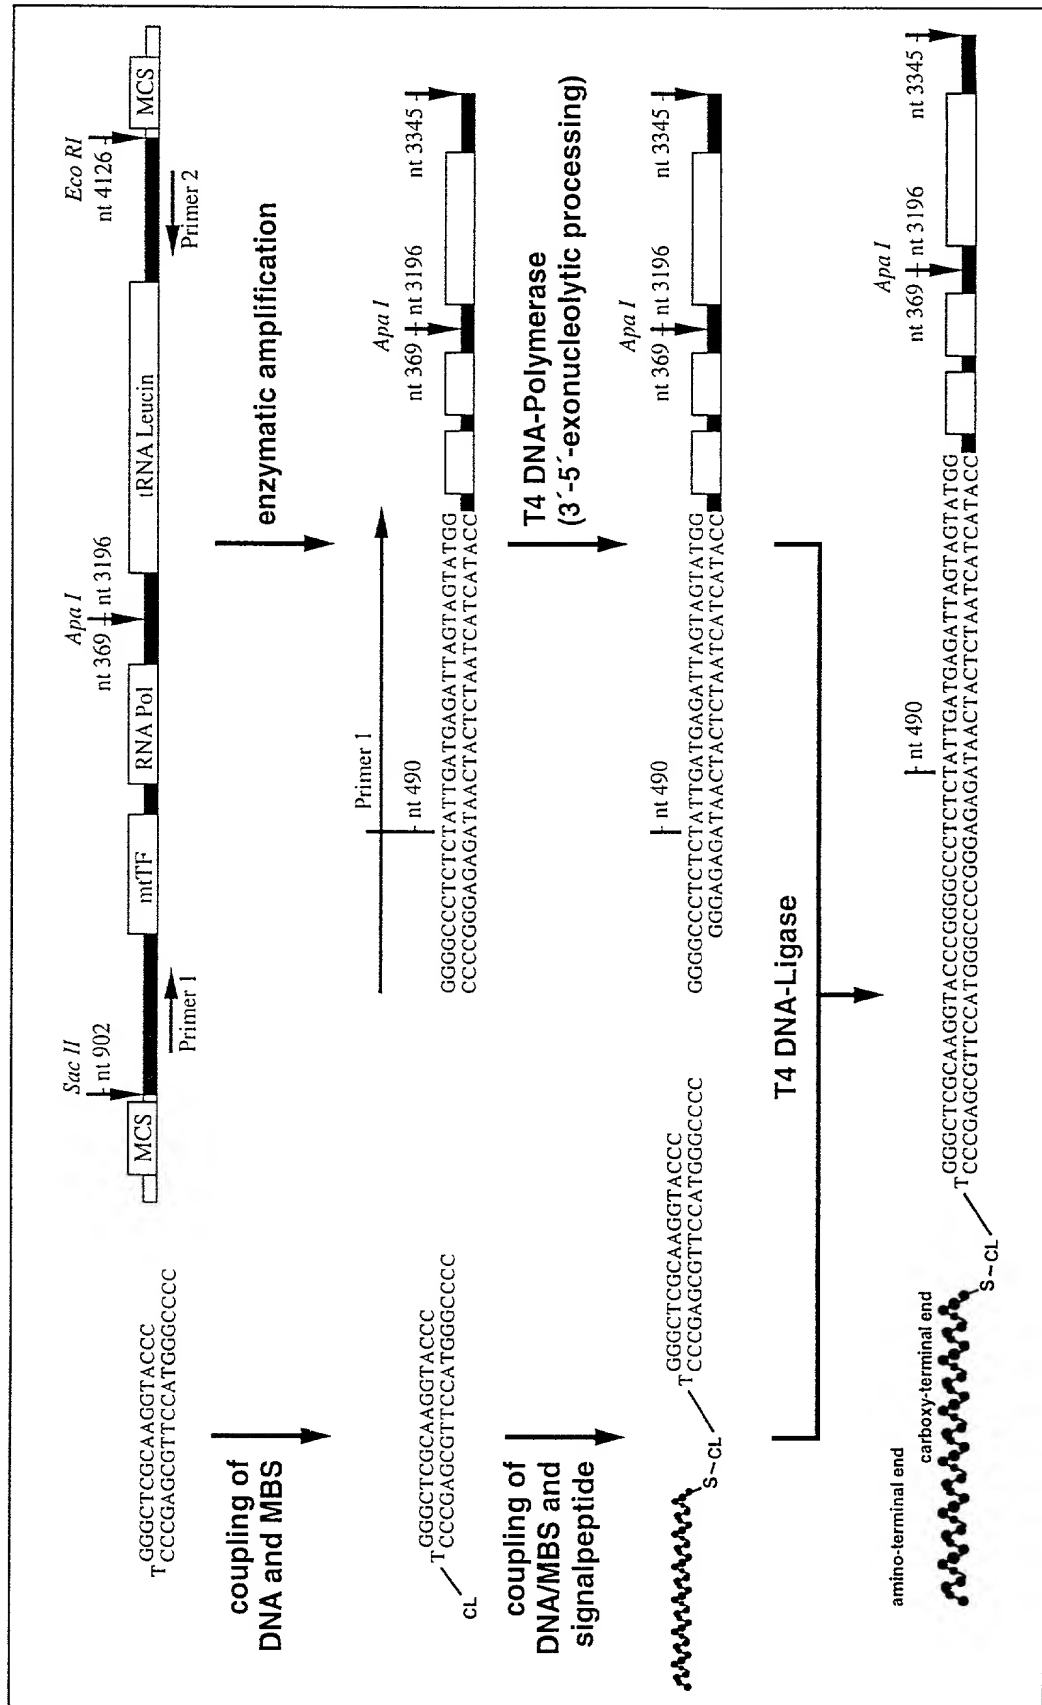 Sac II
nt 902
Apa I
nt 369 nt 3196
Eco RI
nt 4126
MCS mtTF RNA Pol tRNA Leucin MCS
Primer 1
Primer 2
T
GGGCTCGCAAGGTACCC
CCCGAGCGTTCCATGGGCCCC
coupling of
DNA and MBS
enzymatic amplification
Primer 1
nt 490
Apa I
nt 369 nt 3196
nt 3345
GGGGCCCTCTCTATTGATGAGATTAGTAGTATGG
CCCCGGGAGAGATAACTACTCTAATCATCATACC
T
GGGCTCGCAAGGTACCC
CCCGAGCGTTCCATGGGCCCC
CL
coupling of
DNA/MBS and
signalpeptide
T4 DNA-Polymerase
(3´-5´-exonucleolytic processing)
nt 490
Apa I
nt 369 nt 3196
nt 3345
GGGGCCCTCTCTATTGATGAGATTAGTAGTATGG
GGGAGAGATAACTACTCTAATCATCATACC
T
GGGCTCGCAAGGTACCC
CCCGAGCGTTCCATGGGCCCC
S–CL
T4 DNA-Ligase
nt 490
Apa I
nt 369 nt 3196
nt 3345
amino-terminal end
carboxy-terminal end
T
GGGCTCGCAAGGTACCCGGGGCCCTCTCTATTGATGAGATTAGTAGTATGG
CCCGAGCGTTCCATGGGCCCCGGGAGAGATAACTACTCTAATCATCATACC
S–CL